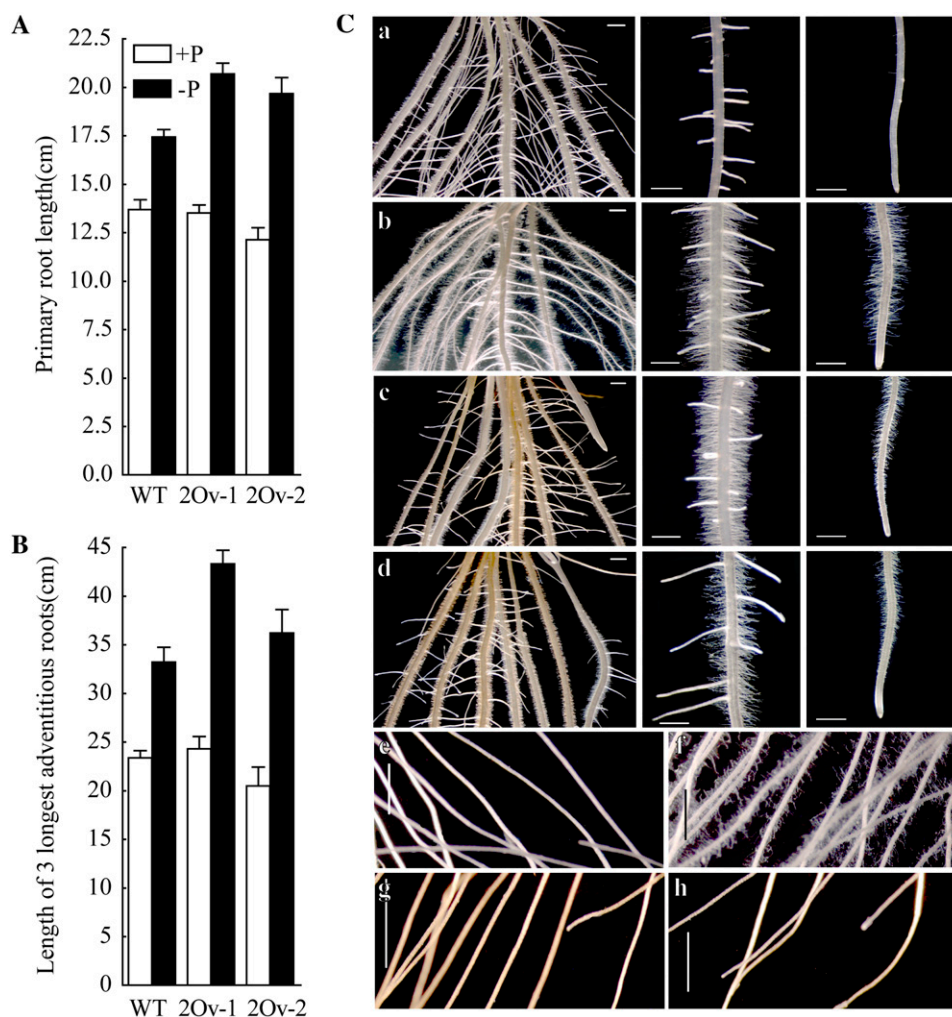 A
Primary root length(cm)
22.5
20.0
17.5
15.0
12.5
10.0
7.5
5.0
2.5
0.0
+P
-P
WT 2Ov-1 2Ov-2
B
Length of 3 longest adventitious roots(cm)
45
40
35
30
25
20
15
10
5
0
WT 2Ov-1 2Ov-2
C
a
b
c
d
e
f
g
h